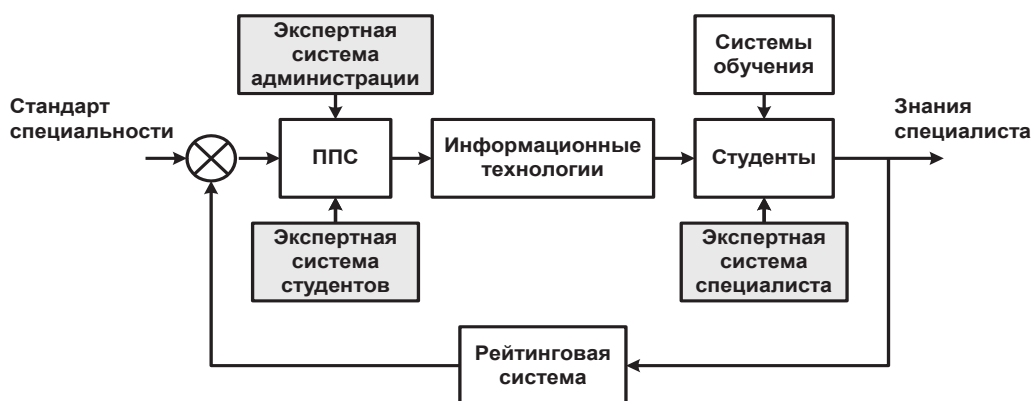 Экспертная
система
администрации
Системы
обучения
Стандарт
специальности
Знания
специалиста
ППС
Информационные
технологии
Студенты
Экспертная
система
студентов
Экспертная
система
специалиста
Рейтинговая
система